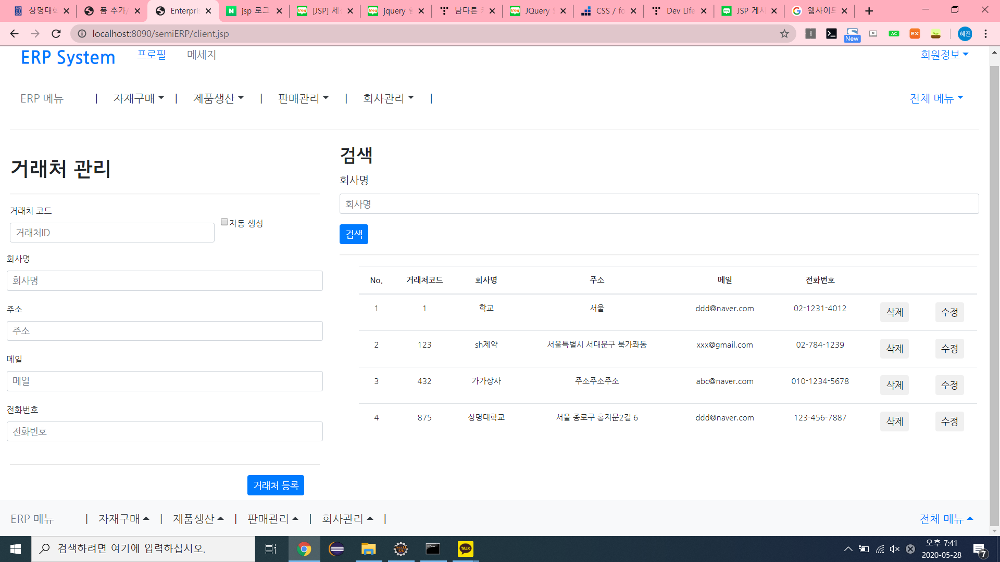 상명대학
폼 추가/
Enterpri
jsp 로그
[JSP] 세
jquery
남다른
JQuery
CSS / fo
Dev Life
JSP 게시
웹사이트
localhost:8090/semiERP/client.jsp
New
AC
EX
혜진
ERP System 프로필 메세지 회원정보
ERP 메뉴 | 자재구매 | 제품생산 | 판매관리 | 회사관리 | 전체 메뉴
거래처 관리
거래처 코드
거래처ID
자동 생성
회사명
회사명
주소
주소
메일
메일
전화번호
전화번호
거래처 등록
검색
회사명
회사명
검색
No. 거래처코드 회사명 주소 메일 전화번호
1 1 학교 서울 ddd@naver.com 02-1231-4012 삭제 수정
2 123 sh제약 서울특별시 서대문구 북가좌동 xxx@gmail.com 02-784-1239 삭제 수정
3 432 가가상사 주소주소주소 abc@naver.com 010-1234-5678 삭제 수정
4 875 상명대학교 서울 종로구 홍지문2길 6 ddd@naver.com 123-456-7887 삭제 수정
ERP 메뉴 | 자재구매 | 제품생산 | 판매관리 | 회사관리 | 전체 메뉴
검색하려면 여기에 입력하십시오.
TALK
오후 7:41
2020-05-28
7